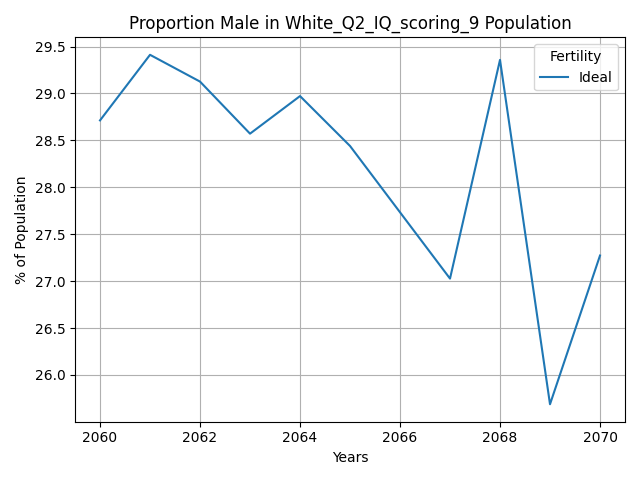 Proportion Male in White_Q2_IQ_scoring_9 Population
29.5
29.0
28.5
28.0
27.5
27.0
26.5
26.0
% of Population
Fertility
Ideal
2060 2062 2064 2066 2068 2070
Years